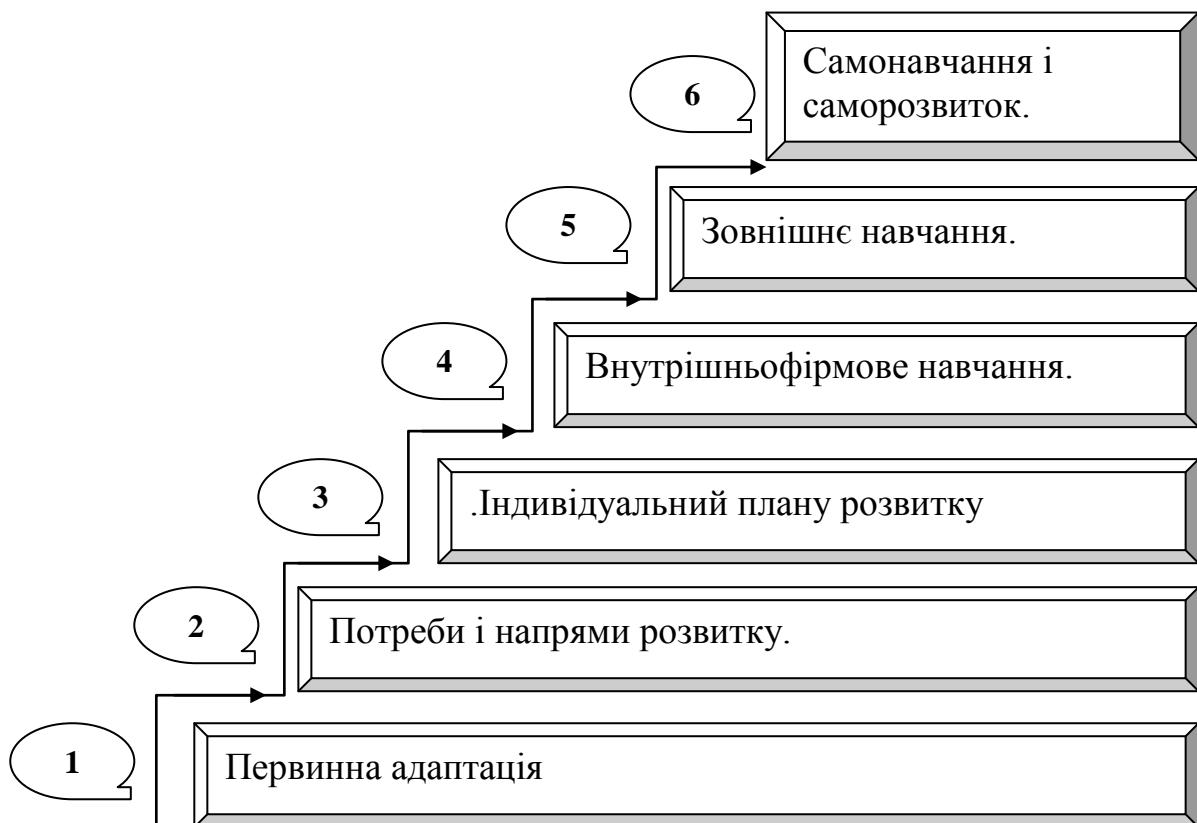 6
Самонавчання і
саморозвиток.
5
Зовнішнє навчання.
4
Внутрішньофірмове навчання.
3
.Індивідуальний плану розвитку
2
Потреби і напрями розвитку.
1
Первинна адаптація